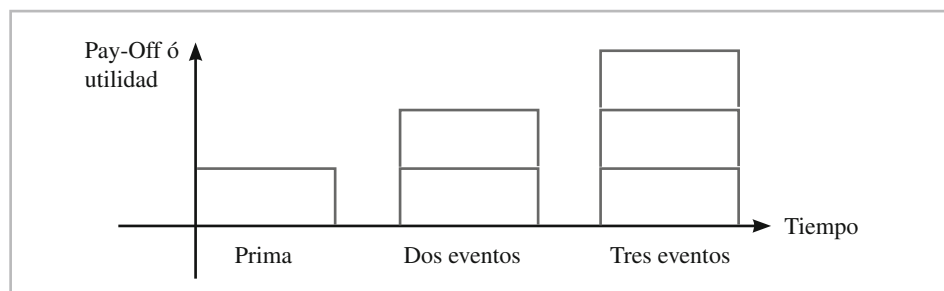 Pay-Off ó
utilidad
Tiempo
Prima
Dos eventos
Tres eventos